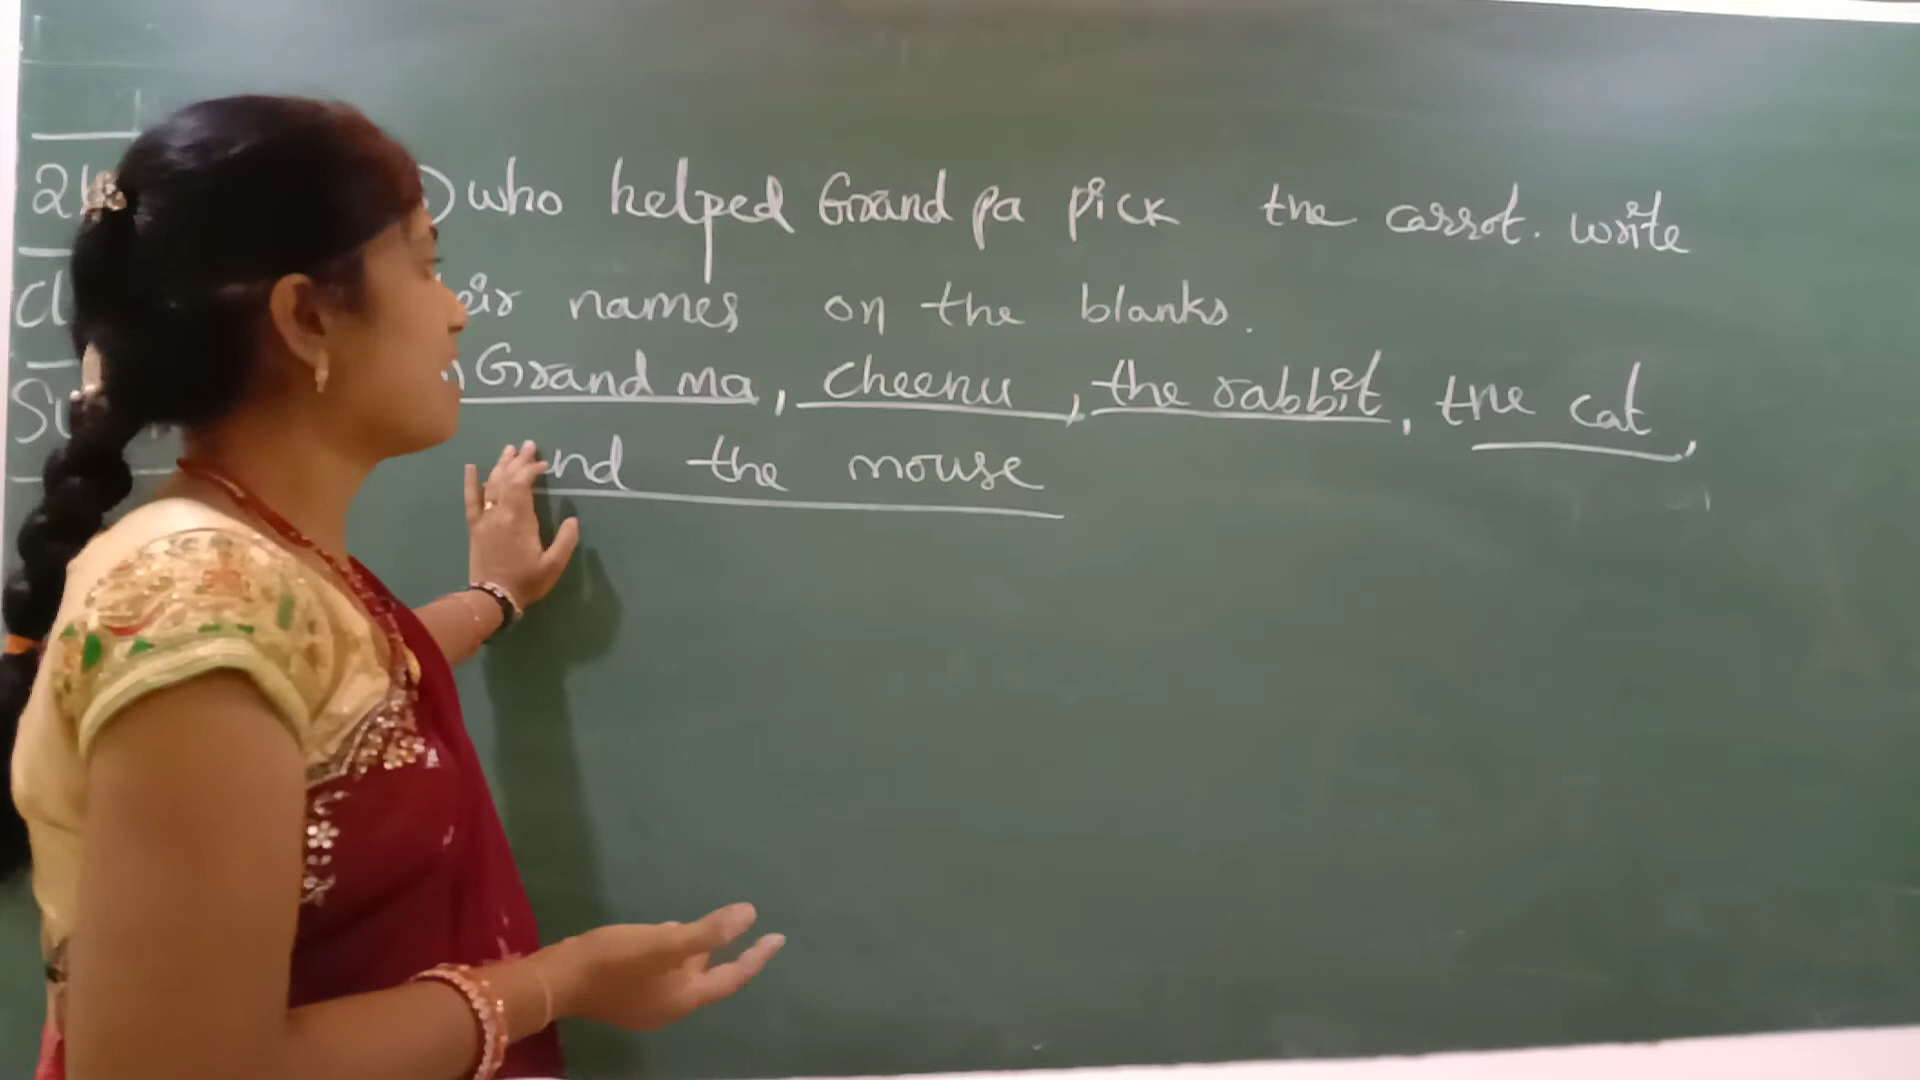 who helped Grand pa pick the carrot. write
names on the blanks.
Grand ma, cheenu, the rabbit, the cat,
and the mouse